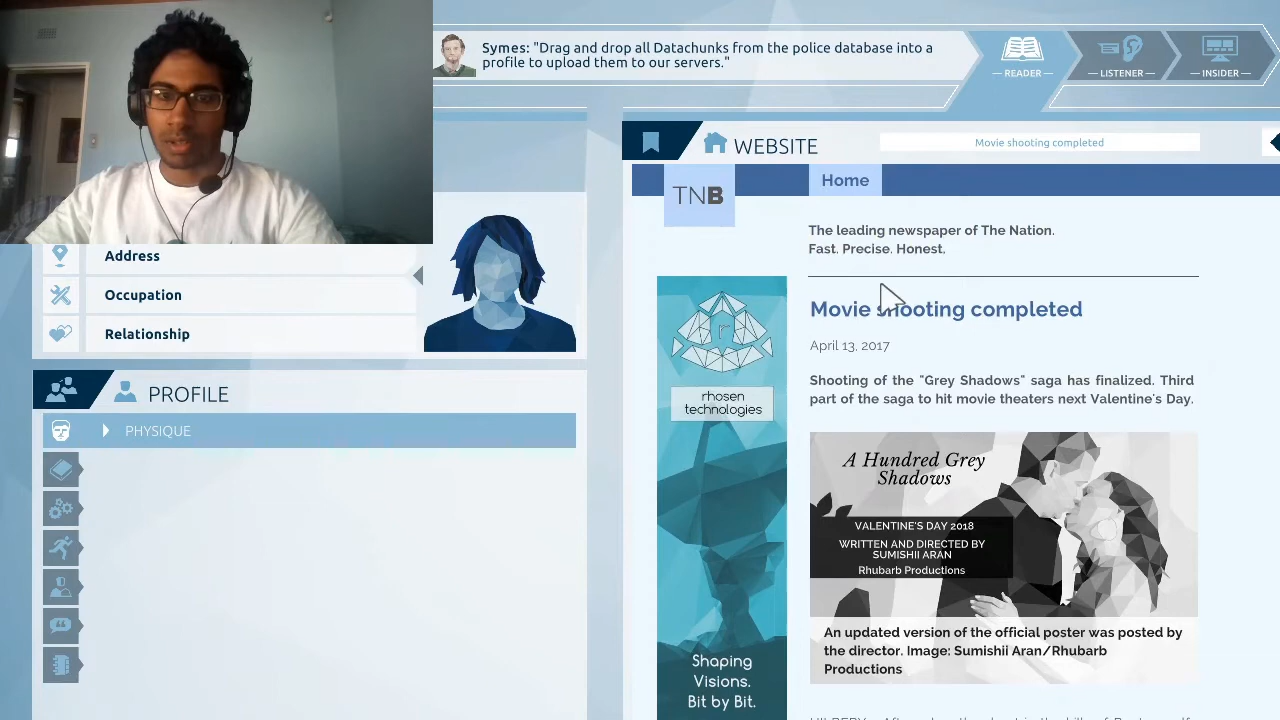 Symes: "Drag and drop all Datachunks from the police database into a
profile to upload them to our servers."
READER
LISTENER
INSIDER
Address
Occupation
Relationship
PROFILE
PHYSIQUE
WEBSITE
Movie shooting completed
TNB
Home
The leading newspaper of The Nation.
Fast. Precise. Honest.
Movie shooting completed
April 13, 2017
Shooting of the "Grey Shadows" saga has finalized. Third
part of the saga to hit movie theaters next Valentine's Day.
rhosen
technologies
Shaping
Visions.
Bit by Bit.
A Hundred Grey
Shadows
VALENTINE'S DAY 2018
WRITTEN AND DIRECTED BY
SUMISHII ARAN
Rhubarb Productions
An updated version of the official poster was posted by
the director. Image: Sumishii Aran/Rhubarb
Productions